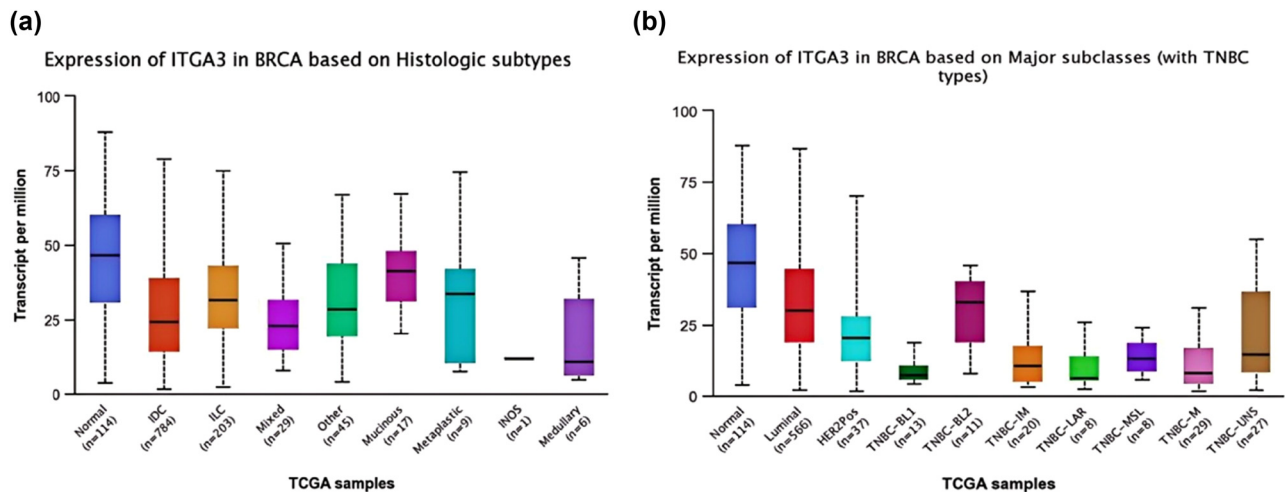 (a)
Expression of ITGA3 in BRCA based on Histologic subtypes
Transcript per million
100
75
50
25
0
Normal
(n=114)
IDC
(n=784)
ILC
(n=203)
Mixed
(n=29)
Other
(n=45)
Mucinous
(n=17)
Metaplastic
(n=9)
INOS
(n=1)
Medullary
(n=6)
TCGA samples
(b)
Expression of ITGA3 in BRCA based on Major subclasses (with TNBC
types)
Transcript per million
100
75
50
25
0
Normal
(n=114)
Luminal
(n=566)
HER2Pos
(n=37)
TNBC-BL1
(n=13)
TNBC-BL2
(n=11)
TNBC-IM
(n=20)
TNBC-LAR
(n=8)
TNBC-MSL
(n=8)
TNBC-M
(n=29)
TNBC-UNS
(n=27)
TCGA samples